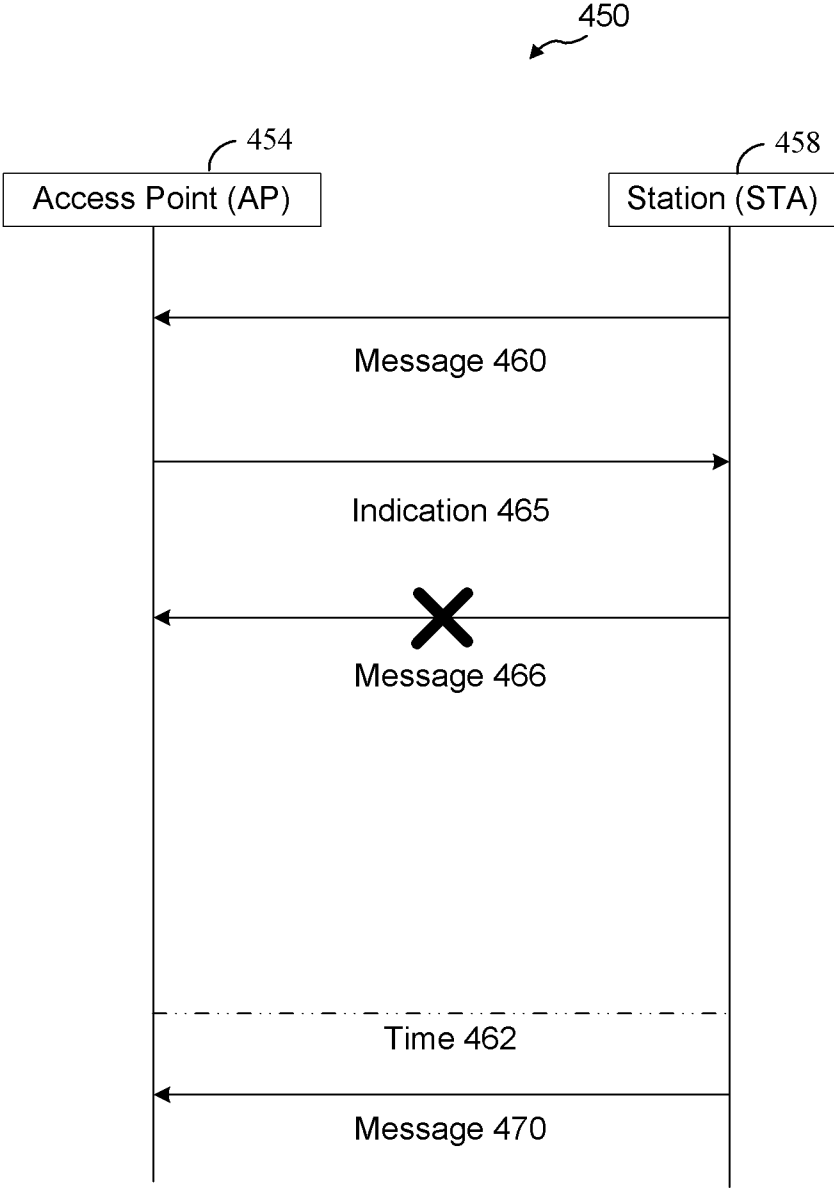 450
454
458
Access Point (AP)
Station (STA)
Message 460
Indication 465
Message 466
Time 462
Message 470